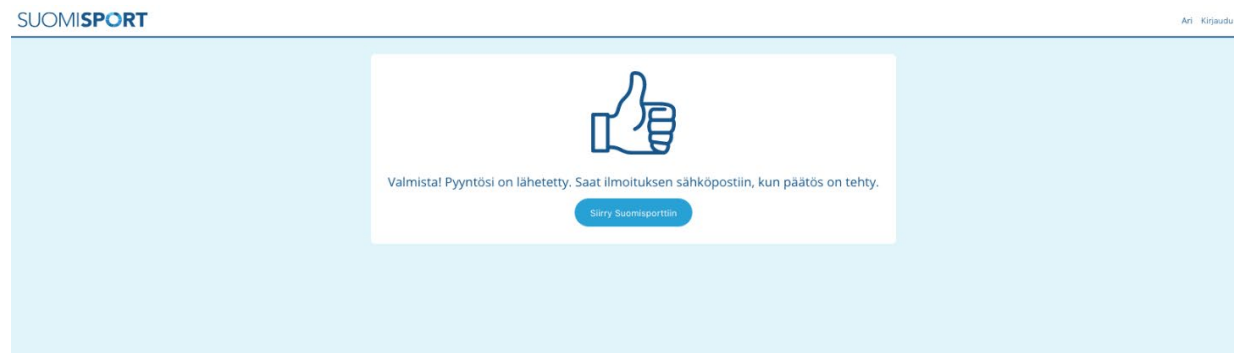 SUOMISPORT
Ari Kirjaudu
Valmista! Pyyntösi on lähetetty. Saat ilmoituksen sähköpostiin, kun päätös on tehty.
Siirry Suomisporttiin